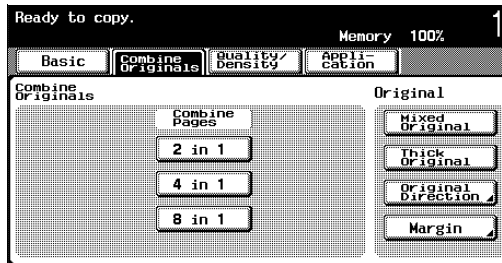 Ready to copy.
1
Memory 100%
Basic
Combine
Originals
Quality/
Density
Appli-
cation
Combine
Originals
Original
Combine
Pages
2 in 1
4 in 1
8 in 1
Mixed
Original
Thick
Original
Original
Direction
Margin